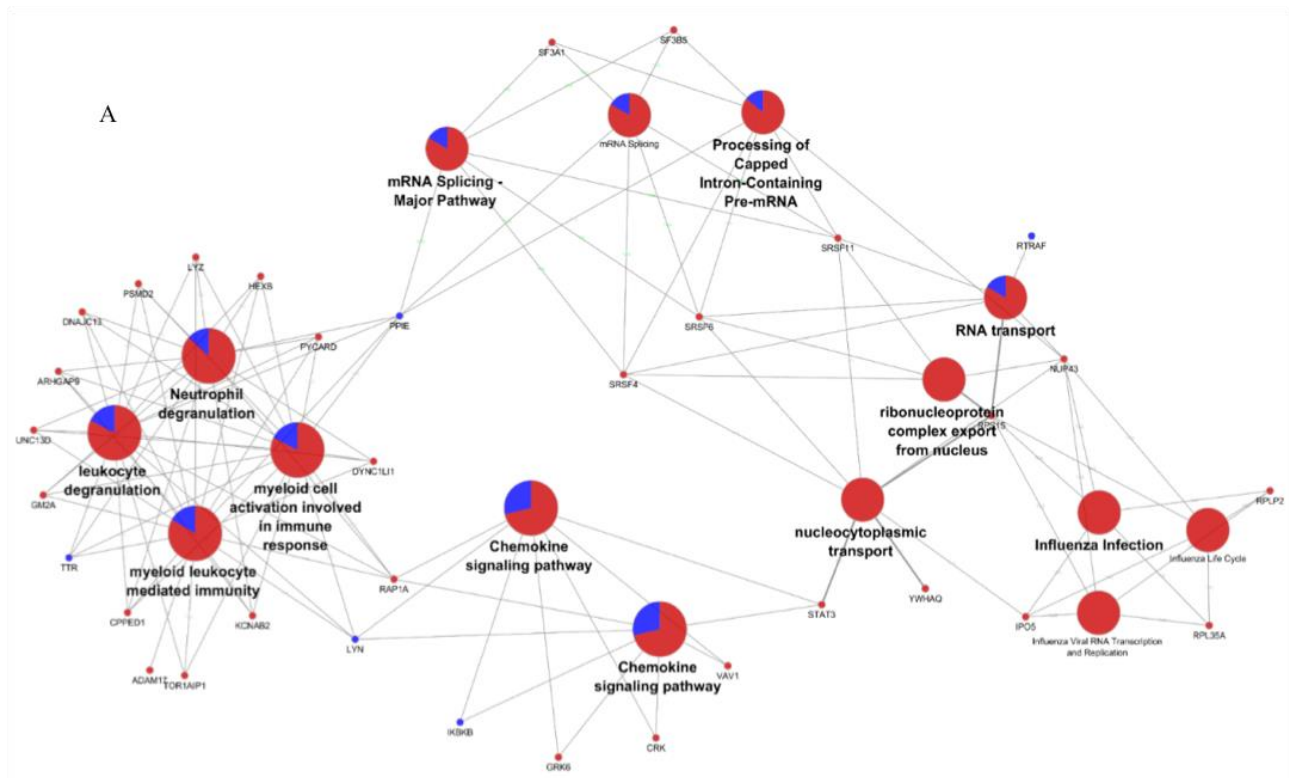 A
SF3A1
SF3B5
mRNA Splicing -
Major Pathway
mRNA Splicing
Processing of
Capped
Intron-Containing
Pre-mRNA
SRSF11
RTRAF
RNA transport
LYZ
HEXB
PSMD2
DNAJC13
PPIE
PYCARD
SRSF6
ARHGAP9
Neutrophil
degranulation
SRSF4
NUP43
ribonucleoprotein
complex export
from nucleus
RPS15
UNC13D
leukocyte
degranulation
myeloid cell
activation involved
in immune
response
DYNC1LI1
GM2A
TTR
myeloid leukocyte
mediated immunity
Chemokine
signaling pathway
nucleocytoplasmic
transport
Influenza Infection
Influenza Life Cycle
RPLP2
RAP1A
CPPED1
KCNAB2
LYN
STAT3
YWHAQ
IPO5
RPL35A
Influenza Viral RNA Transcription
and Replication
ADAM17
TOR1AIP1
Chemokine
signaling pathway
VAV1
IKBKB
CRK
GRK6